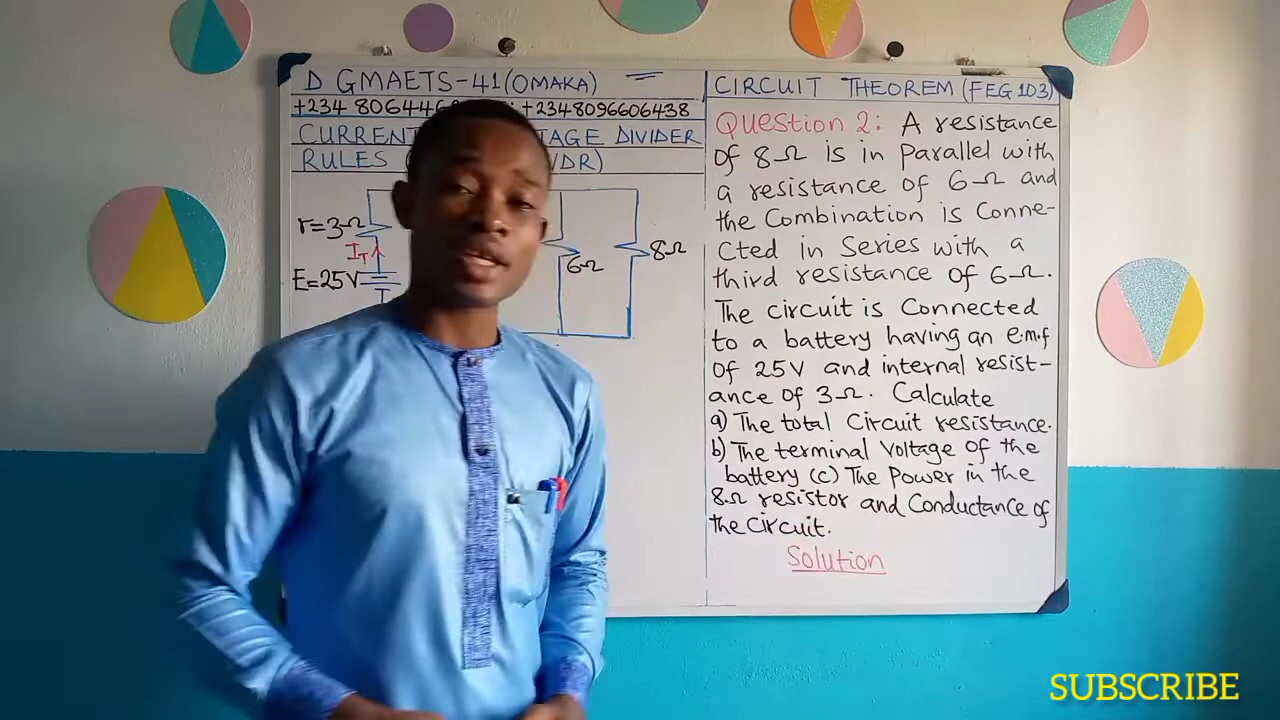 D GMAETS-41 (OMAKA)
+234 806446 +2348096606438
CURRENT DIVIDER
RULES
r=3Ω
IT
E=25V
6Ω
8Ω
CIRCUIT THEOREM (FEG 103)
Question 2: A resistance
of 8Ω is in parallel with
a resistance of 6Ω and
the Combination is Conne-
cted in Series with a
third resistance of 6Ω.
The circuit is Connected
to a battery having an e.m.f
of 25V and internal resist-
ance of 3Ω. Calculate
a) The total Circuit resistance.
b) The terminal Voltage of the
battery (c) The Power in the
8Ω resistor and Conductance of
the Circuit.
Solution
SUBSCRIBE